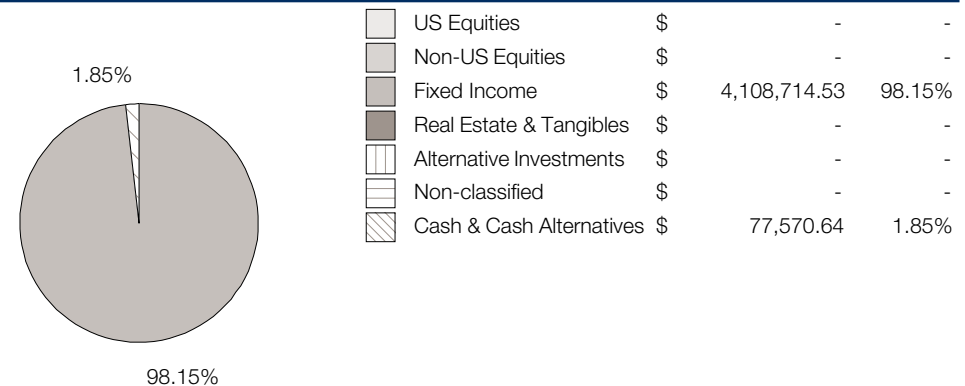 1.85%
98.15%
US Equities $ - -
Non-US Equities $ - -
Fixed Income $ 4,108,714.53 98.15%
Real Estate & Tangibles $ - -
Alternative Investments $ - -
Non-classified $ - -
Cash & Cash Alternatives $ 77,570.64 1.85%